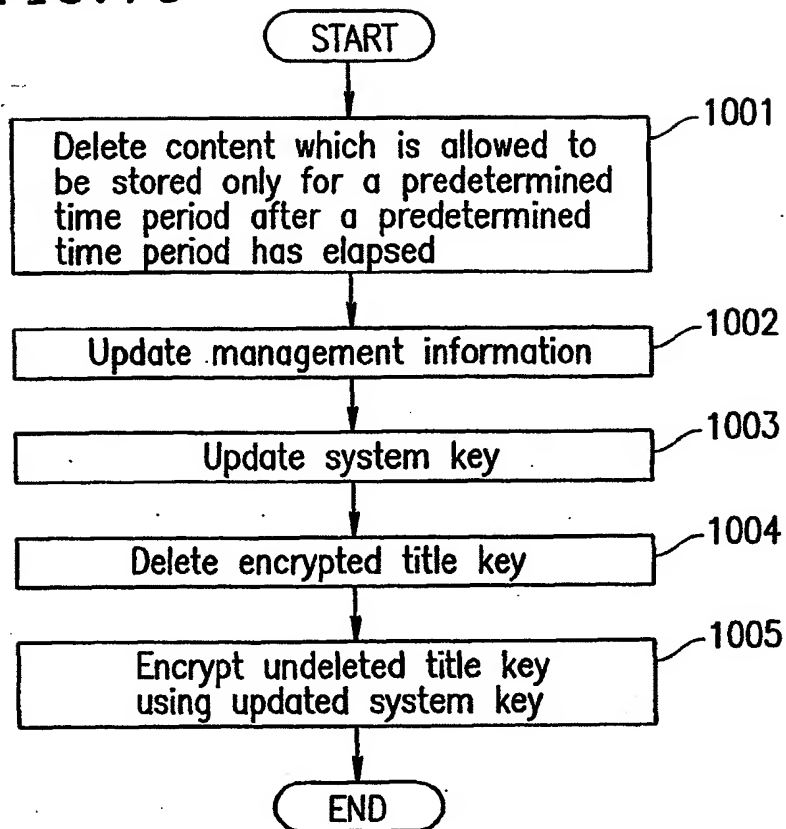 START
1001
Delete content which is allowed to
be stored only for a predetermined
time period after a predetermined
time period has elapsed
1002
Update management information
1003
Update system key
1004
Delete encrypted title key
1005
Encrypt undeleted title key
using updated system key
END